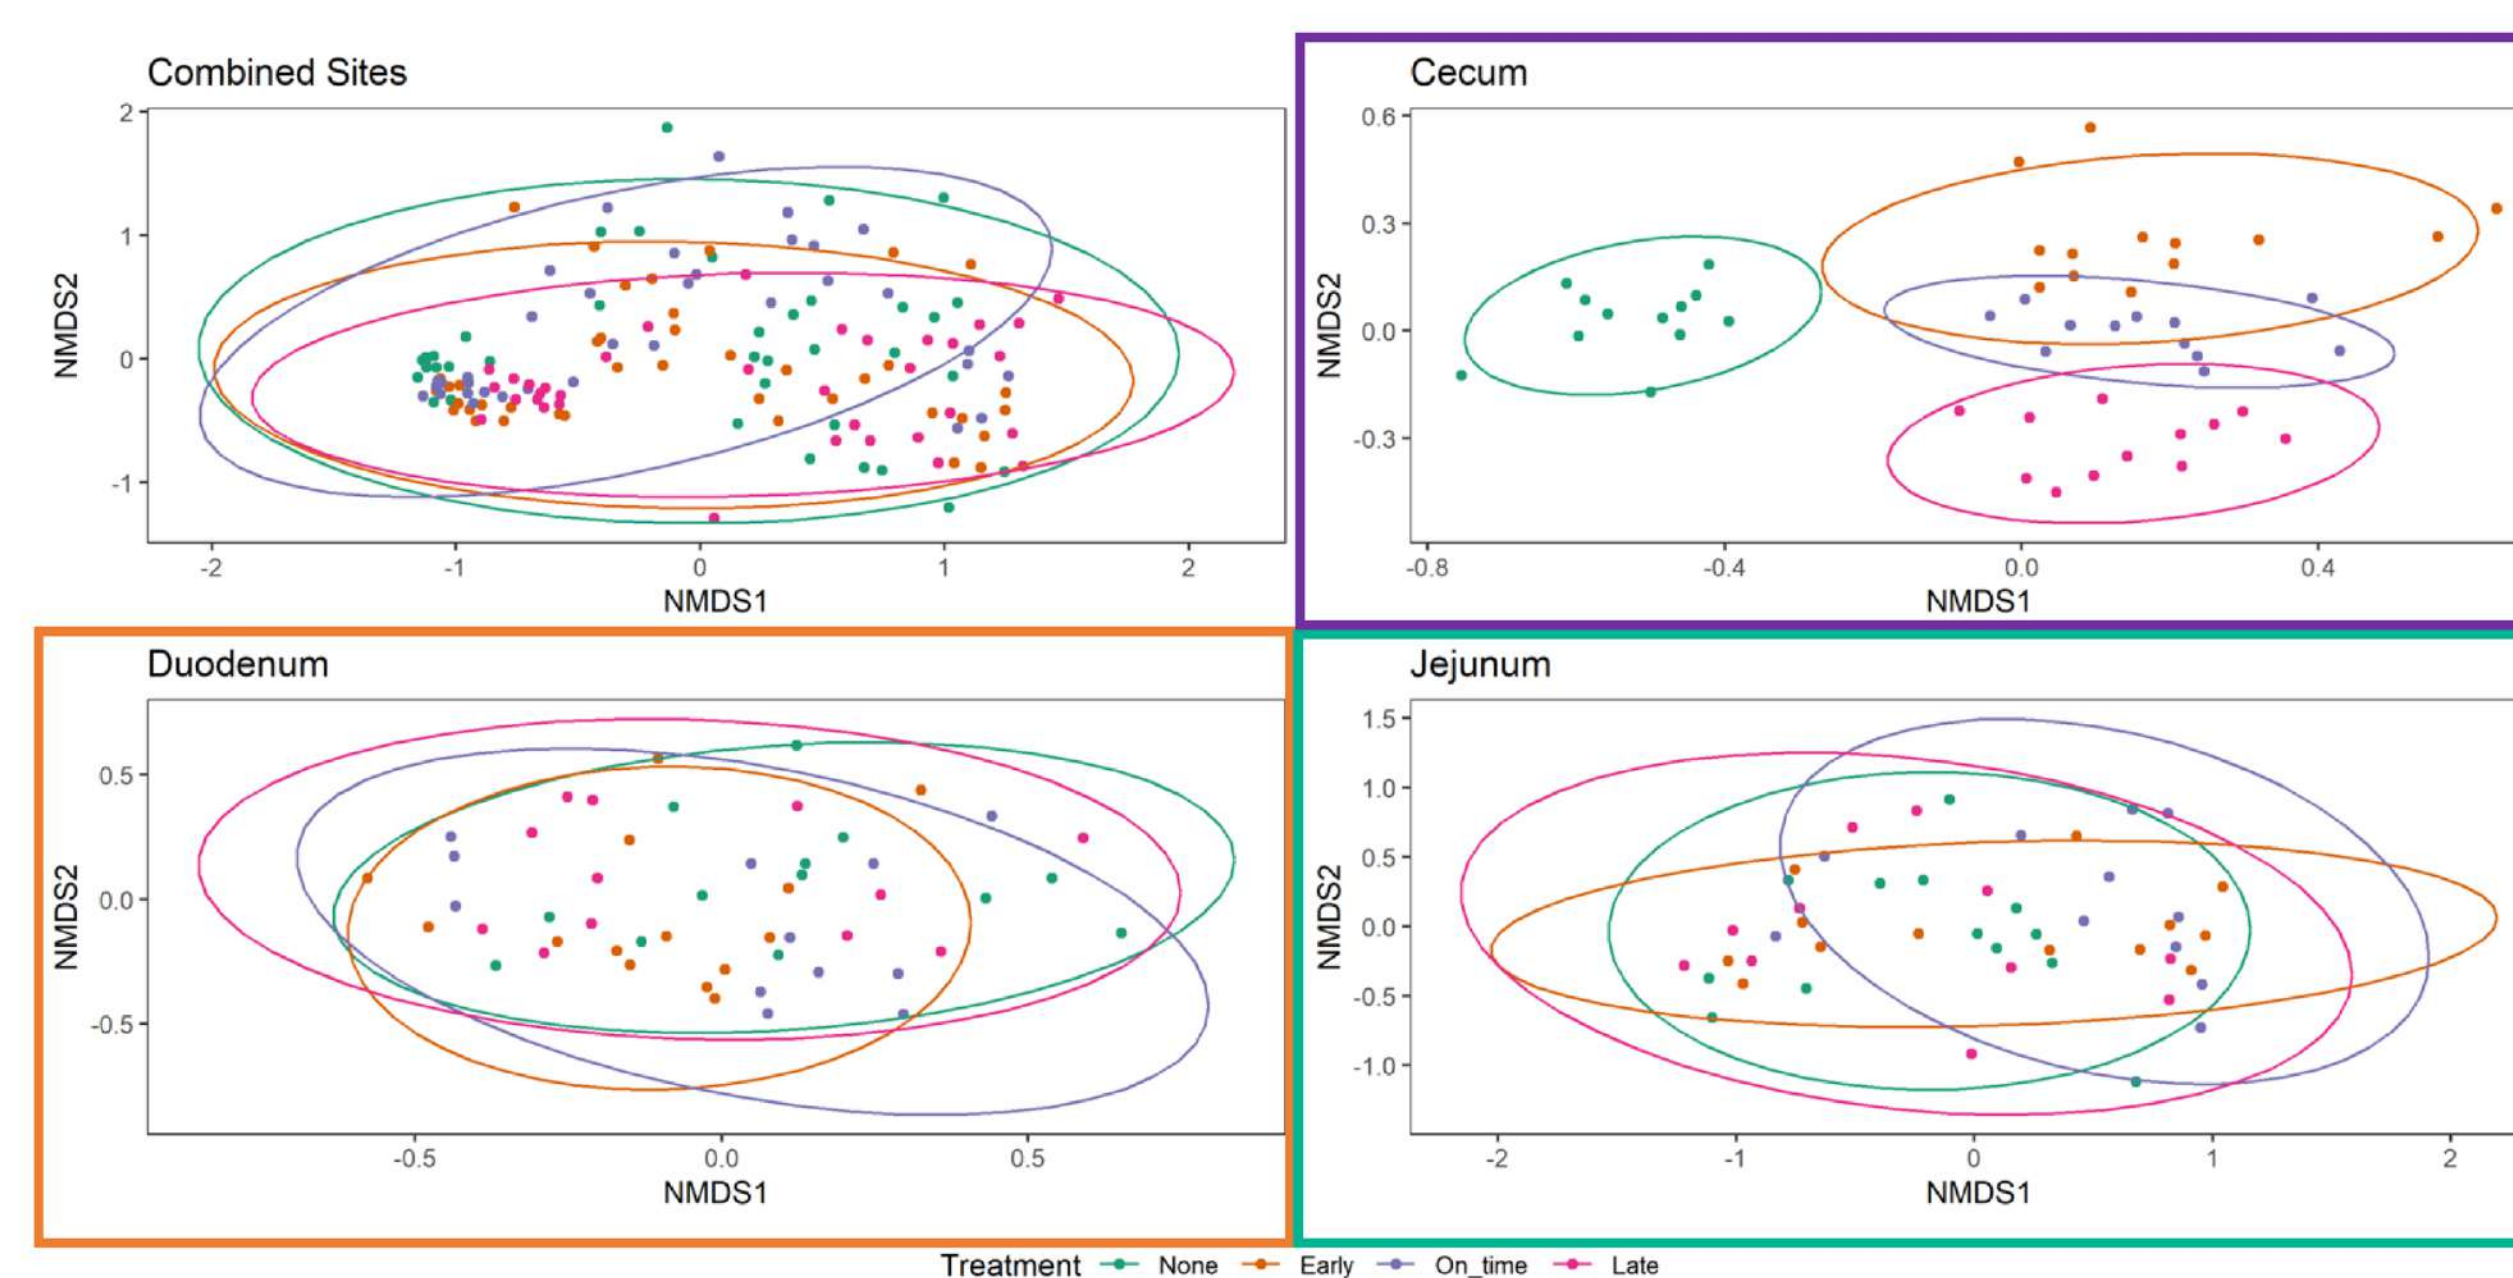 Combined Sites
2
1
0
-1
NMDS2
-2 -1 0 1 2
NMDS1
Cecum
0.6
0.3
0.0
-0.3
NMDS2
-0.8 -0.4 0.0 0.4
NMDS1
Duodenum
0.5
0.0
-0.5
NMDS2
-0.5 0.0 0.5
NMDS1
Jejunum
1.5
1.0
0.5
0.0
-0.5
-1.0
NMDS2
-2 -1 0 1 2
NMDS1
Treatment None Early On_time Late